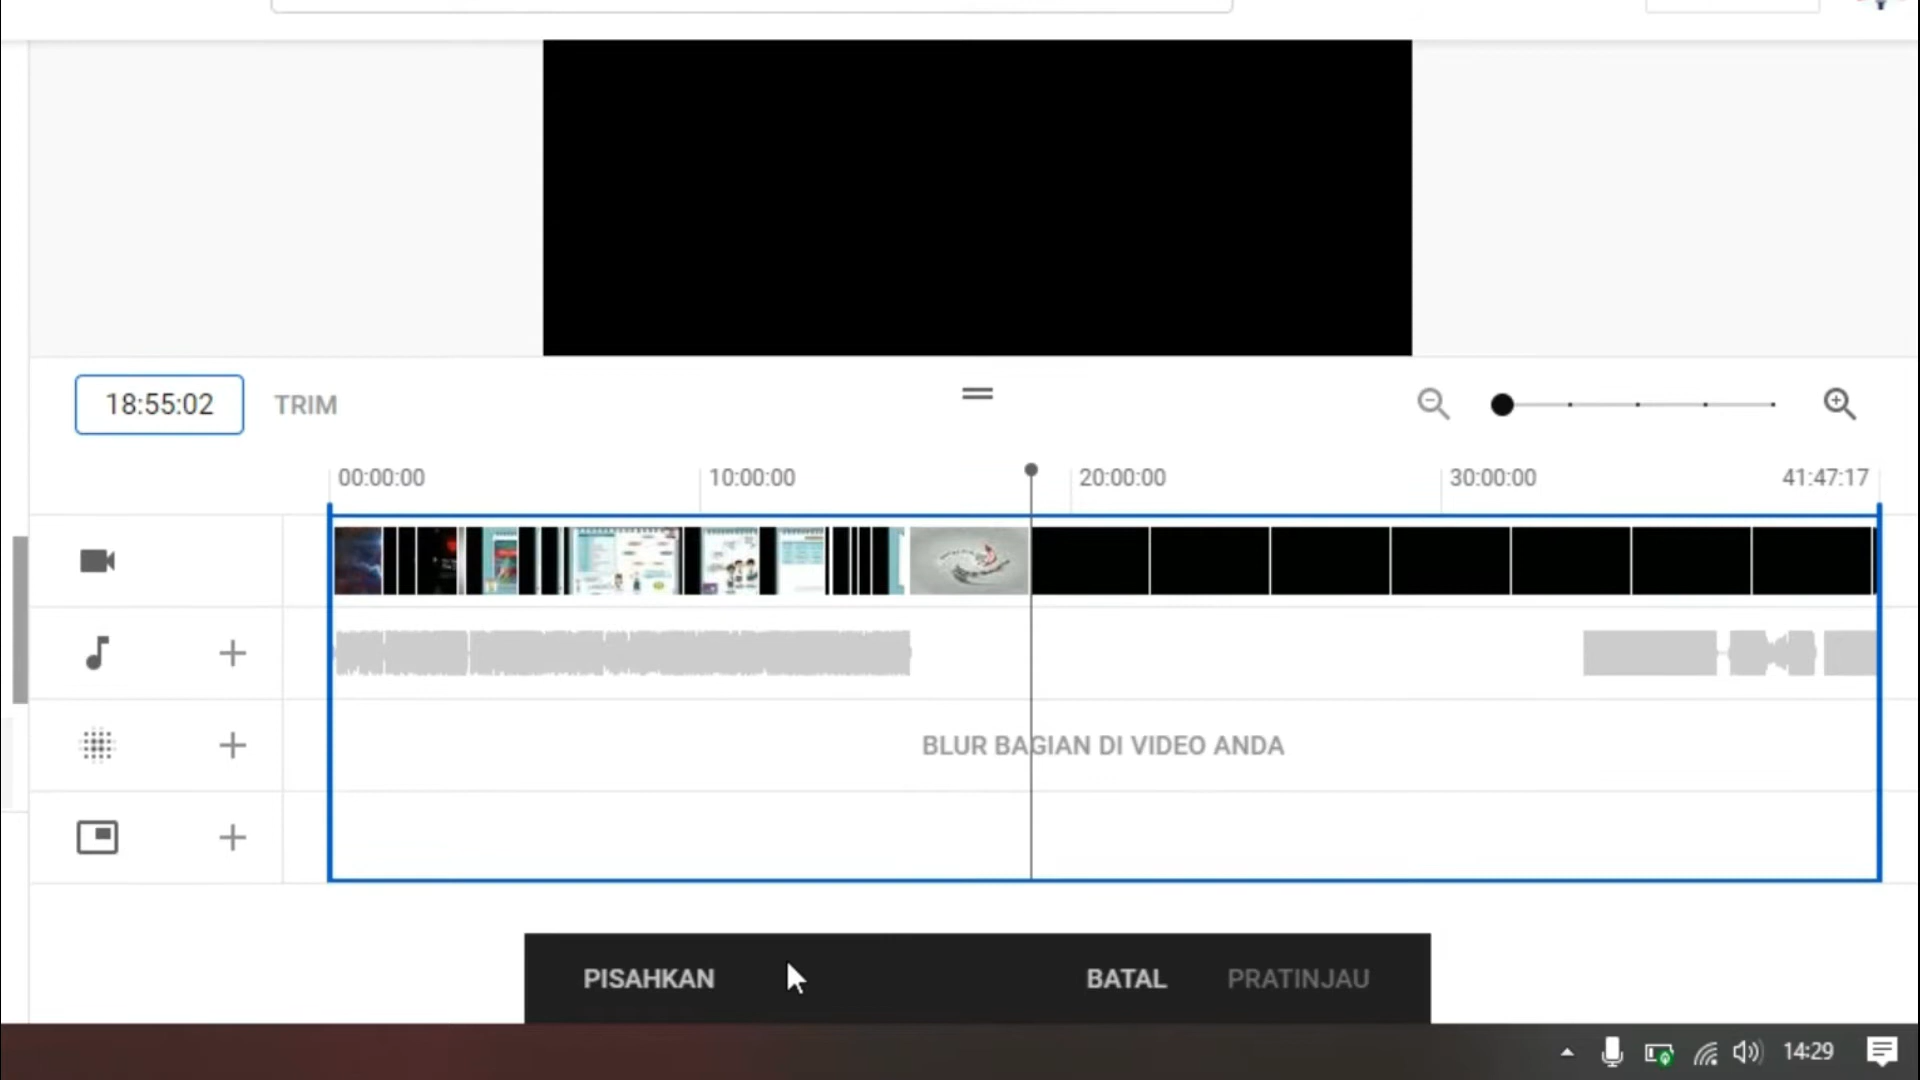 18:55:02 TRIM
00:00:00 10:00:00 20:00:00 30:00:00 41:47:17
BLUR BAGIAN DI VIDEO ANDA
PISAHKAN BATAL PRATINJAU
14:29